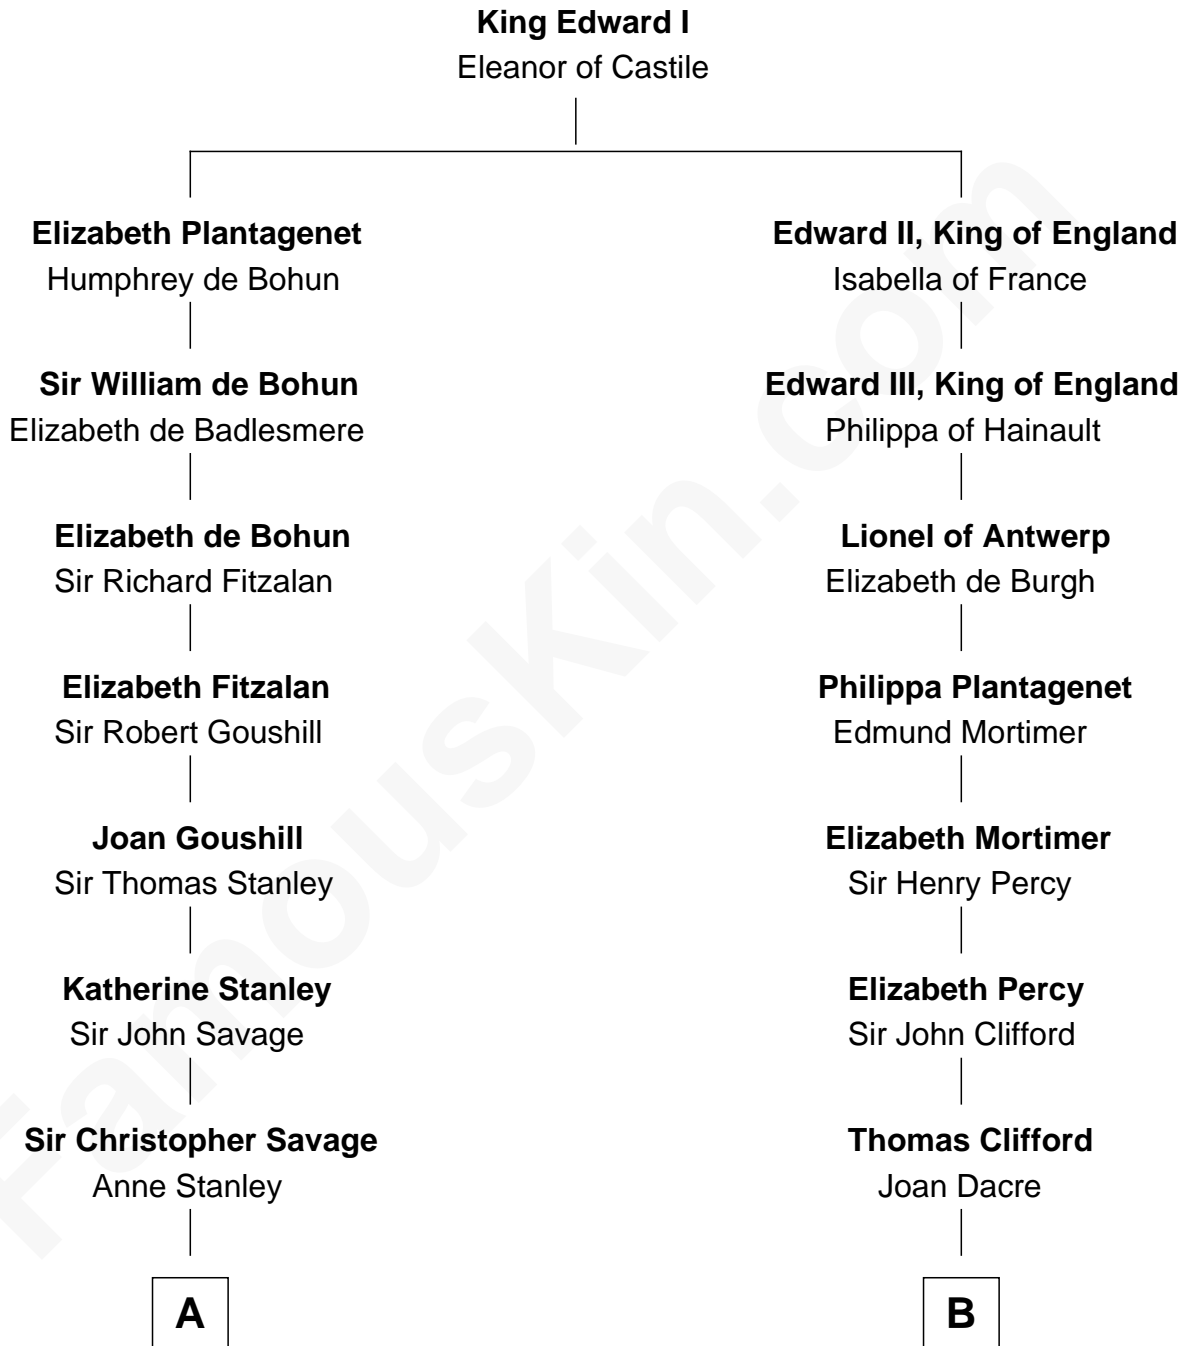 King Edward I
Eleanor of Castile
Elizabeth Plantagenet
Humphrey de Bohun
Sir William de Bohun
Elizabeth de Badlesmere
Elizabeth de Bohun
Sir Richard Fitzalan
Elizabeth Fitzalan
Sir Robert Goushill
Joan Goushill
Sir Thomas Stanley
Katherine Stanley
Sir John Savage
Sir Christopher Savage
Anne Stanley
A
Edward II, King of England
Isabella of France
Edward III, King of England
Philippa of Hainault
Lionel of Antwerp
Elizabeth de Burgh
Philippa Plantagenet
Edmund Mortimer
Elizabeth Mortimer
Sir Henry Percy
Elizabeth Percy
Sir John Clifford
Thomas Clifford
Joan Dacre
B
FamousKin.com